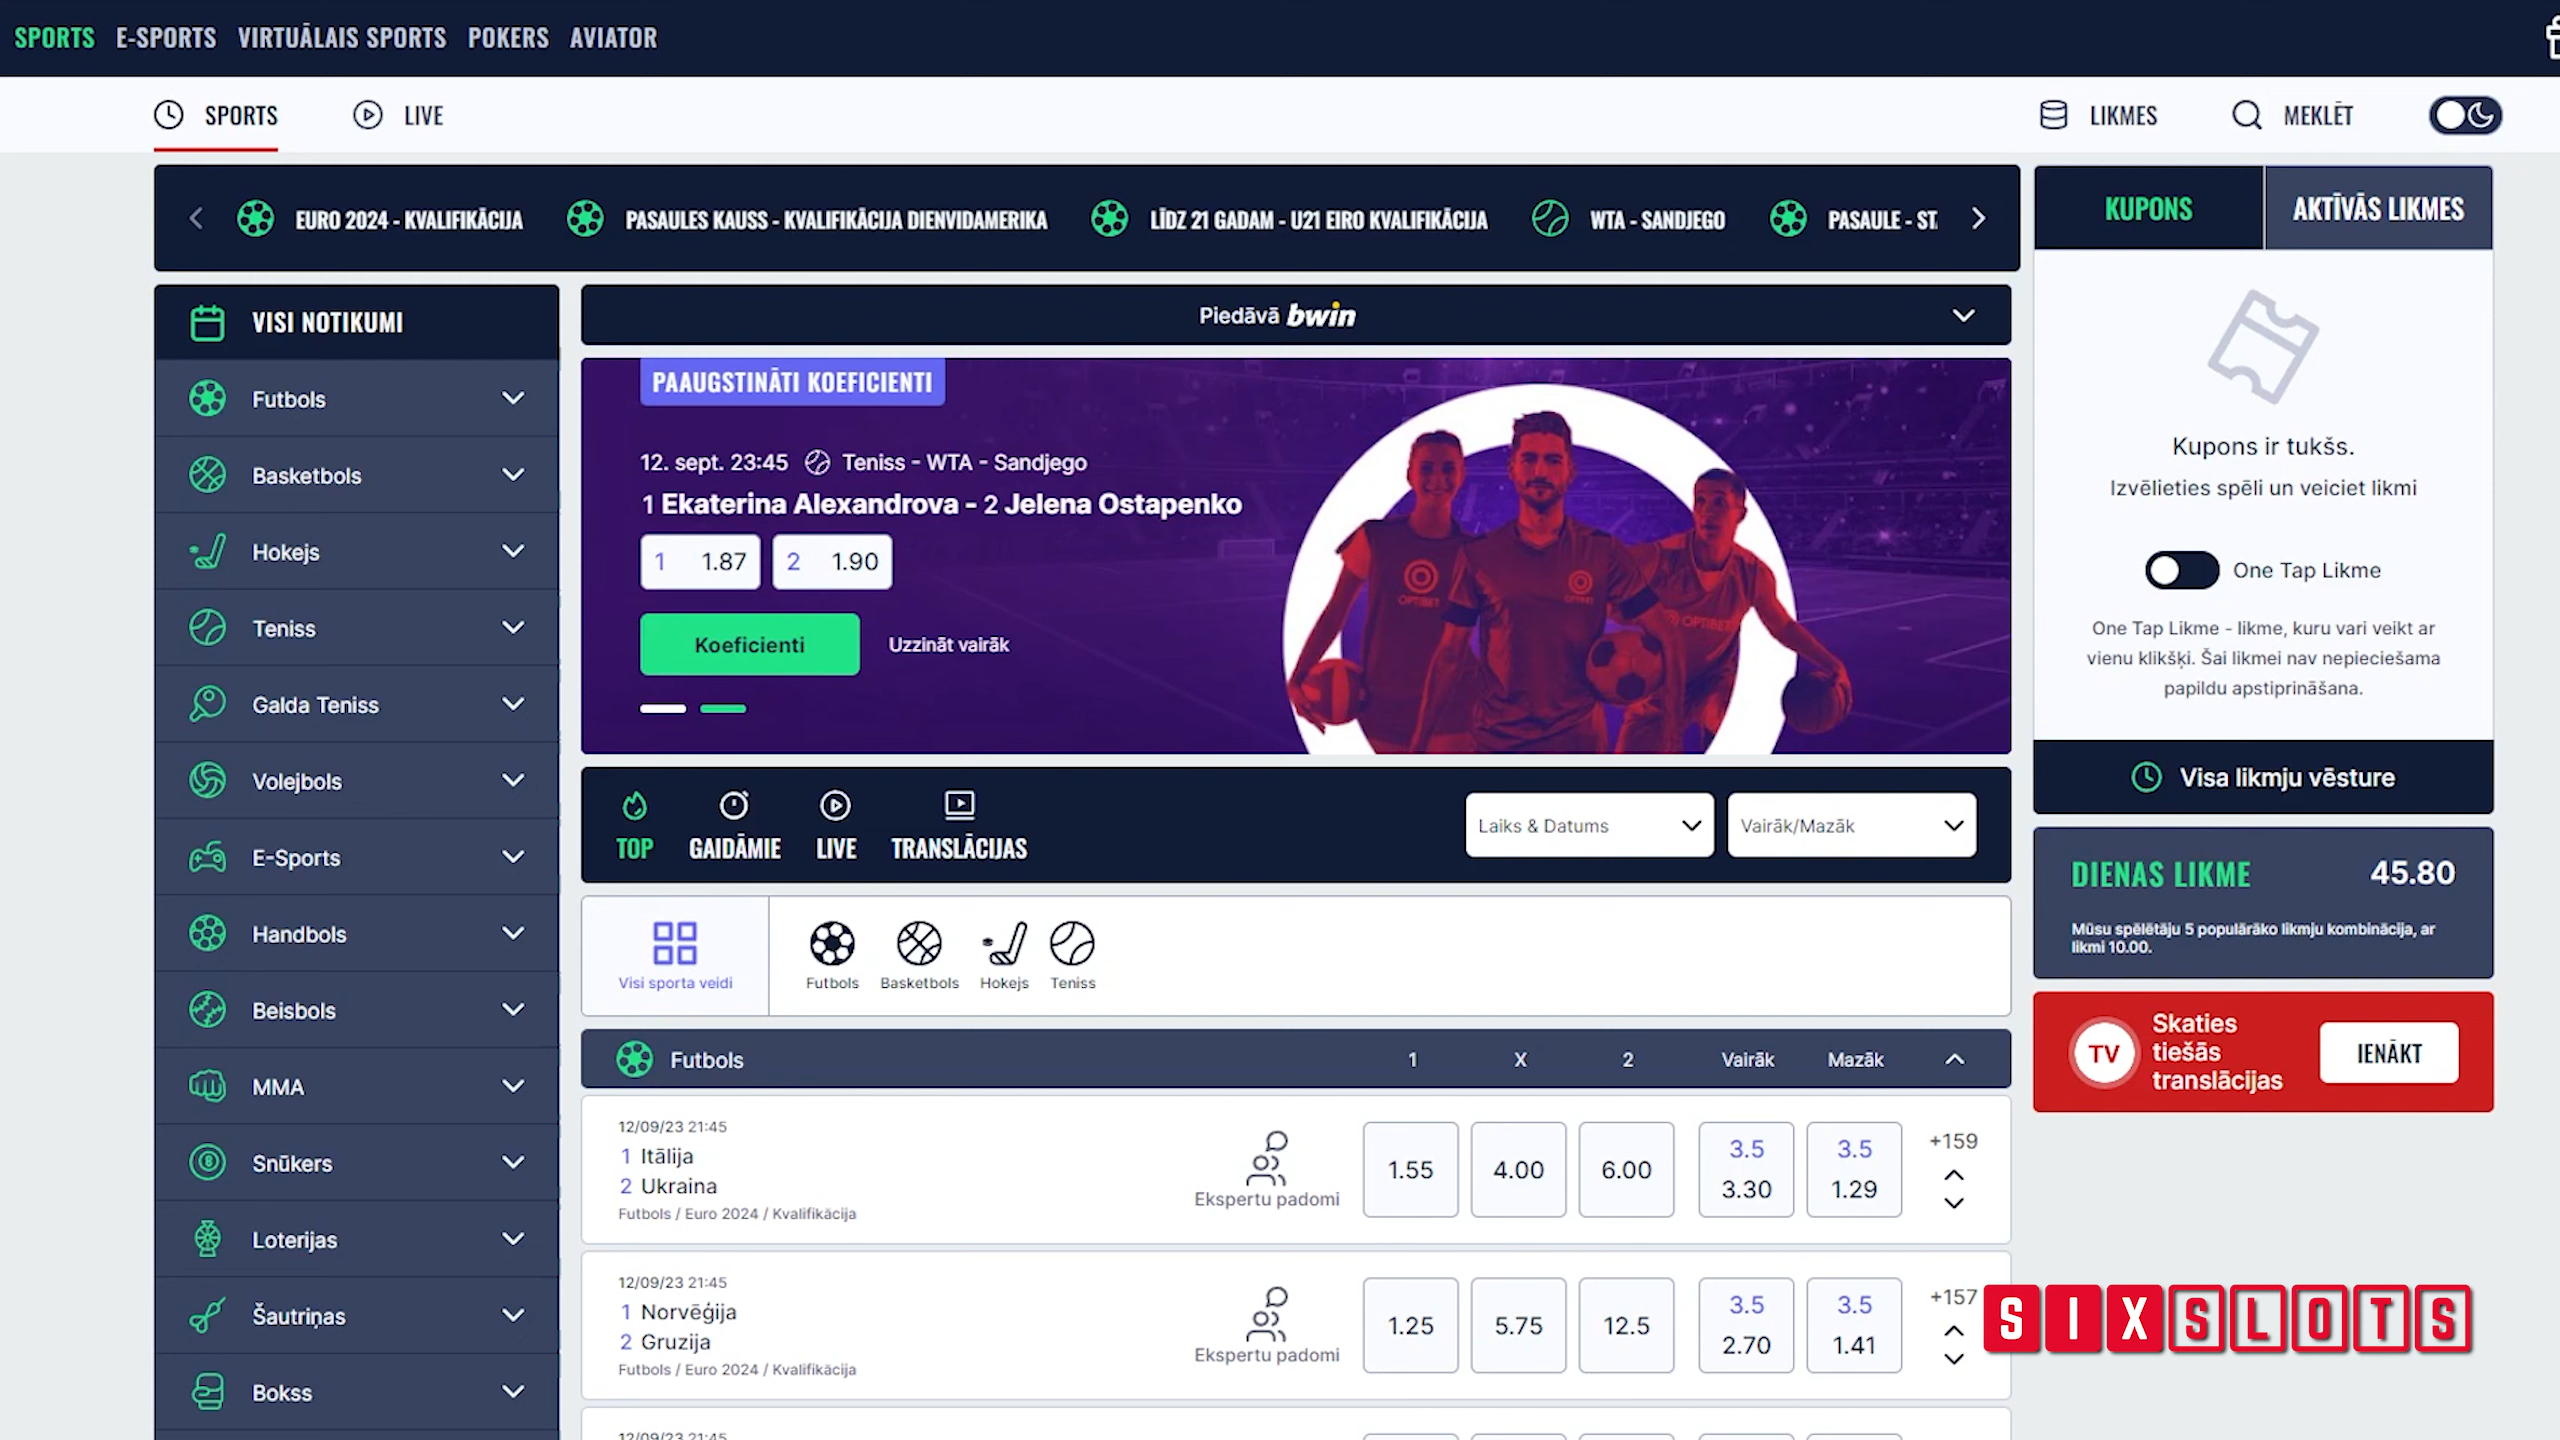 SPORTS E-SPORTS VIRTUĀLAIS SPORTS POKERS AVIATOR
SPORTS LIVE LIKMES MEKLĒT
EURO 2024 - KVALIFIKĀCIJA PASAULES KAUSS - KVALIFIKĀCIJA DIENVIDAMERIKA LĪDZ 21 GADAM - U21 EIRO KVALIFIKĀCIJA WTA - SANDJEGO PASAULE -
KUPONS AKTĪVĀS LIKMES
VISI NOTIKUMI
Futbols
Basketbols
Hokejs
Teniss
Galda Teniss
Volejbols
E-Sports
Handbols
Beisbols
MMA
Snūkers
Loterijas
Šautriņas
Bokss
Piedāvā bwin
PAAUGSTINĀTI KOEFICIENTI
12. sept. 23:45 Teniss - WTA - Sandjego
1 Ekaterina Alexandrova - 2 Jelena Ostapenko
1 1.87 2 1.90
Koeficienti Uzzināt vairāk
OPTIBET
OPTIBET
TOP GAIDĀMIE LIVE TRANSLĀCIJAS Laiks & Datums Vairāk/Mazāk
Visi sporta veidi Futbols Basketbols Hokejs Teniss
Futbols 1 X 2 Vairāk Mazāk
12/09/23 21:45
1 Itālija
2 Ukraina
Futbols / Euro 2024 / Kvalifikācija
Ekspertu padomi
1.55 4.00 6.00 3.5 3.30 3.5 1.29 +159
12/09/23 21:45
1 Norvēģija
2 Gruzija
Futbols / Euro 2024 / Kvalifikācija
Ekspertu padomi
1.25 5.75 12.5 3.5 2.70 3.5 1.41 +157
12/09/23 21:45
Kupons ir tukšs.
Izvēlieties spēli un veiciet likmi
One Tap Likme
One Tap Likme - likme, kuru vari veikt ar
vienu klikšķi. Šai likmei nav nepieciešama
papildu apstiprināšana.
Visa likmju vēsture
DIENAS LIKME 45.80
Mūsu spēlētāju 5 populārāko likmju kombinācija, ar
likmi 10.00.
TV
Skaties
tiešās
translācijas
IENĀKT
SIXSLOTS